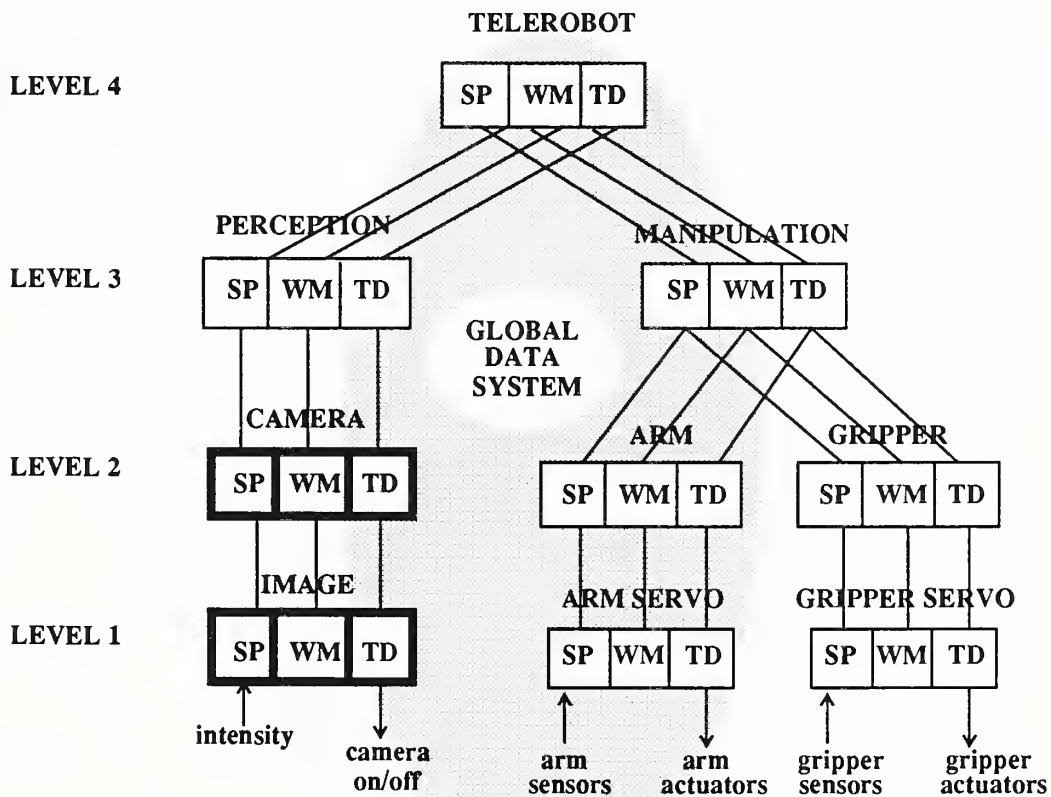 TELEROBOT
LEVEL 4
SP WM TD
PERCEPTION
MANIPULATION
LEVEL 3
SP WM TD
SP WM TD
GLOBAL
DATA
SYSTEM
CAMERA
ARM
GRIPPER
LEVEL 2
SP WM TD
SP WM TD
SP WM TD
IMAGE
ARM SERVO
GRIPPER SERVO
LEVEL 1
SP WM TD
SP WM TD
SP WM TD
intensity
camera
on/off
arm
sensors
arm
actuators
gripper
sensors
gripper
actuators